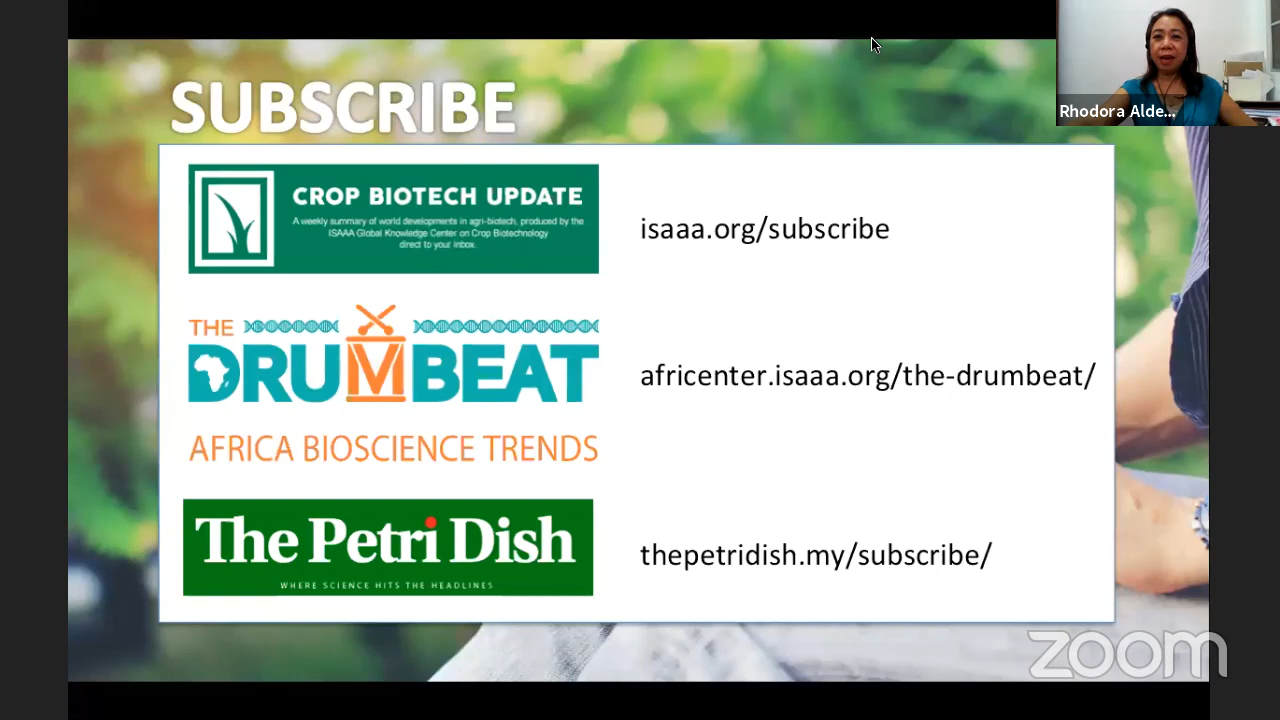 SUBSCRIBE
Rhodora Alde...
CROP BIOTECH UPDATE
A weekly summary of world developments in agri-biotech, produced by the
ISAAA Global Knowledge Center on Crop Biotechnology
direct to your inbox.
isaaa.org/subscribe
THE
DRUMBEAT
AFRICA BIOSCIENCE TRENDS
africenter.isaaa.org/the-drumbeat/
The Petri Dish
WHERE SCIENCE HITS THE HEADLINES
thepetridish.my/subscribe/
zoom